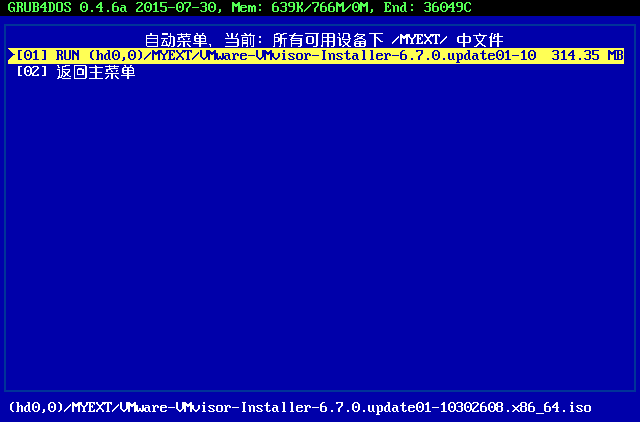 GRUB4DOS 0.4.6a 2015-07-30, Mem: 639K/766M/0M, End: 36049C
自动菜单, 当前: 所有可用设备下 /MYEXT/ 中文件
[01] RUN (hd0,0)/MYEXT/VMware-VMvisor-Installer-6.7.0.update01-10 314.35 MB
[02] 返回主菜单
(hd0,0)/MYEXT/VMware-VMvisor-Installer-6.7.0.update01-10302608.x86_64.iso